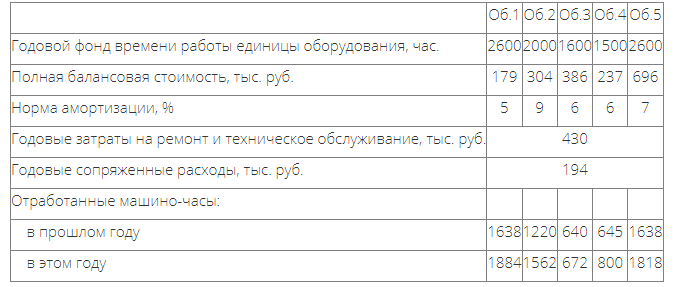 Об.1 Об.2 Об.3 Об.4 Об.5
Годовой фонд времени работы единицы оборудования, час. 2600 2000 1600 1500 2600
Полная балансовая стоимость, тыс. руб. 179 304 386 237 696
Норма амортизации, % 5 9 6 6 7
Годовые затраты на ремонт и техническое обслуживание, тыс. руб. 430
Годовые сопряженные расходы, тыс. руб. 194
Отработанные машино-часы:
в прошлом году 1638 1220 640 645 1638
в этом году 1884 1562 672 800 1818